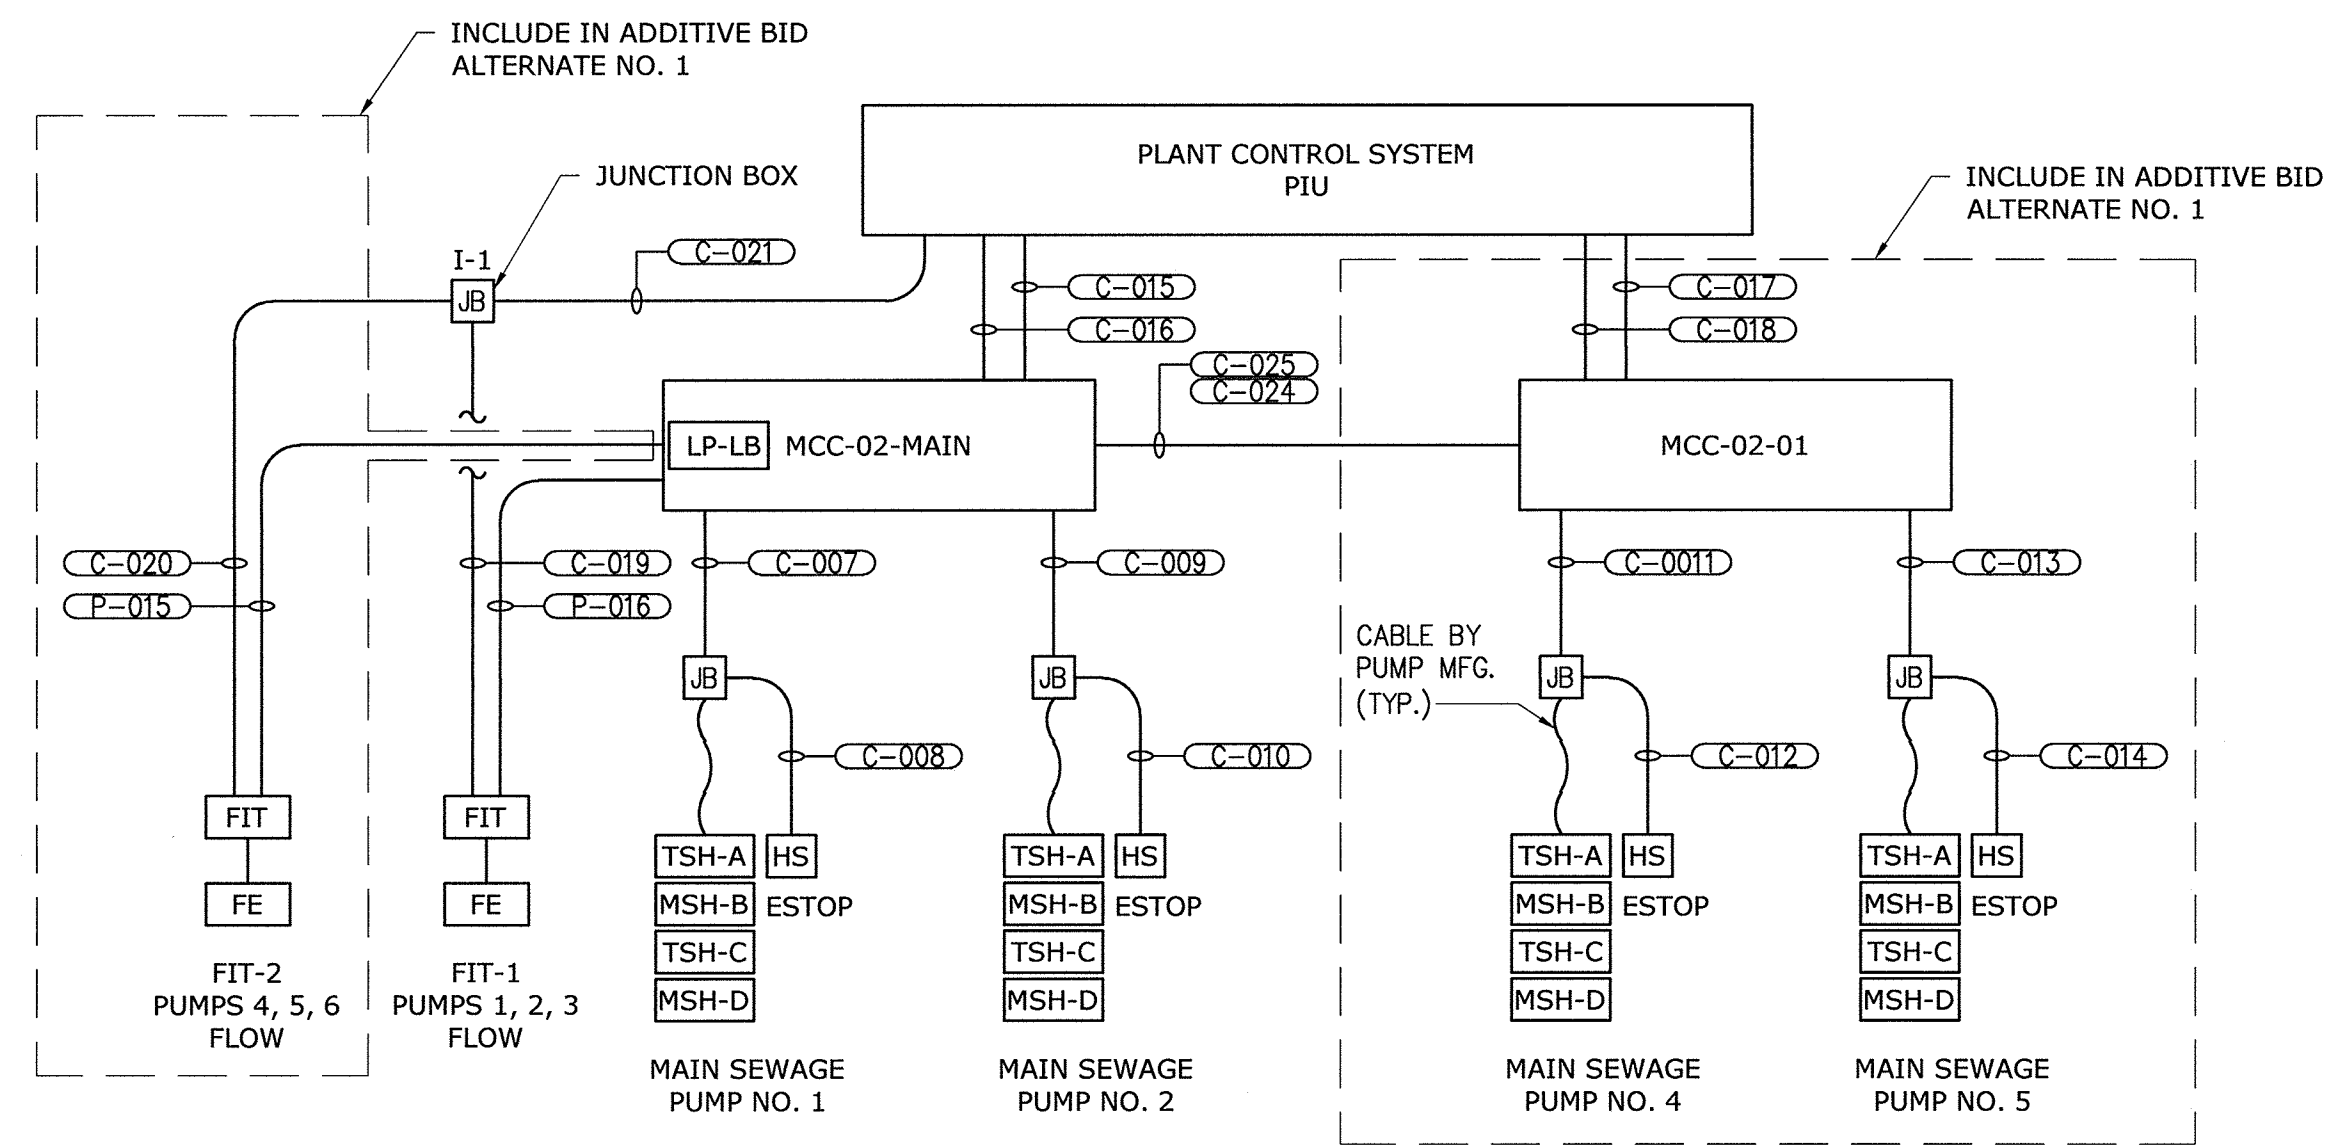 INCLUDE IN ADDITIVE BID
ALTERNATE NO. 1
PLANT CONTROL SYSTEM
PIU
JUNCTION BOX
INCLUDE IN ADDITIVE BID
ALTERNATE NO. 1
I-1
JB
C-021
C-015
C-016
C-017
C-018
C-025
C-024
LP-LB
MCC-02-MAIN
MCC-02-01
C-020
P-015
C-019
P-016
C-007
C-009
C-0011
C-013
CABLE BY
PUMP MFG.
(TYP.)
JB
JB
JB
JB
C-008
C-010
C-012
C-014
FIT
FE
FIT-2
PUMPS 4, 5, 6
FLOW
FIT
FE
FIT-1
PUMPS 1, 2, 3
FLOW
TSH-A
HS
MSH-B
ESTOP
TSH-C
MSH-D
MAIN SEWAGE
PUMP NO. 1
TSH-A
HS
MSH-B
ESTOP
TSH-C
MSH-D
MAIN SEWAGE
PUMP NO. 2
TSH-A
HS
MSH-B
ESTOP
TSH-C
MSH-D
MAIN SEWAGE
PUMP NO. 4
TSH-A
HS
MSH-B
ESTOP
TSH-C
MSH-D
MAIN SEWAGE
PUMP NO. 5